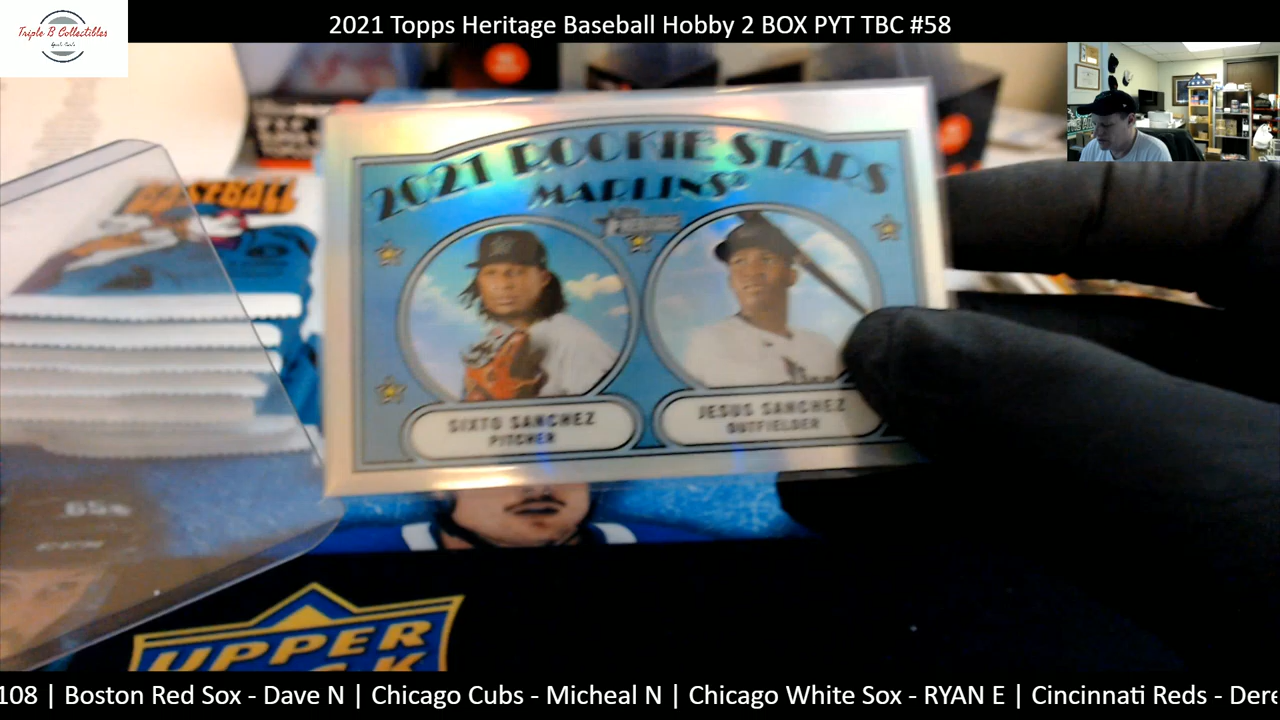 2021 Topps Heritage Baseball Hobby 2 BOX PYT TBC #58
Triple B Collectibles
BASEBALL
2021 ROOKIE STARS
MARLINS®
SIXTO SANCHEZ
PITCHER
JESUS SANCHEZ
OUTFIELDER
UPPER
108 | Boston Red Sox - Dave N | Chicago Cubs - Micheal N | Chicago White Sox - RYAN E | Cincinnati Reds - Dere